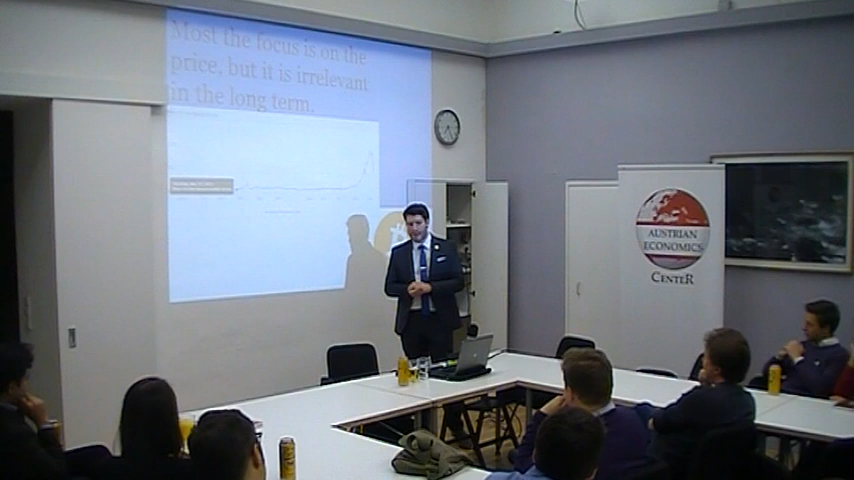 Most the focus is on the
price, but it is irrelevant
in the long term.
AUSTRIAN
ECONOMICS
CENTER